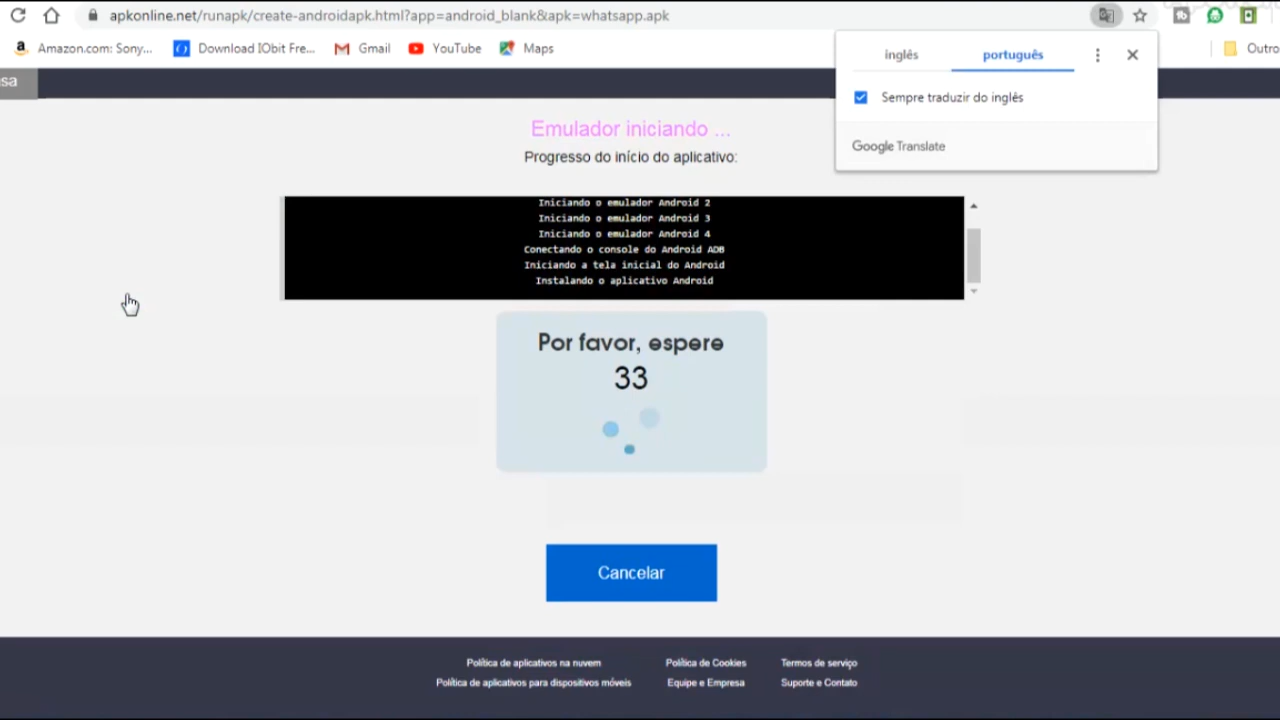 apkonline.net/runapk/create-androidapk.html?app=android_blank&apk=whatsapp.apk
Amazon.com: Sony... Download IObit Fre... Gmail YouTube Maps Outro
inglês português
Sempre traduzir do inglês
Google Translate
sa
Emulador iniciando ...
Progresso do início do aplicativo:
Iniciando o emulador Android 2
Iniciando o emulador Android 3
Iniciando o emulador Android 4
Conectando o console do Android ADB
Iniciando a tela inicial do Android
Instalando o aplicativo Android
Por favor, espere
33
Cancelar
Política de aplicativos na nuvem Política de Cookies Termos de serviço
Política de aplicativos para dispositivos móveis Equipe e Empresa Suporte e Contato